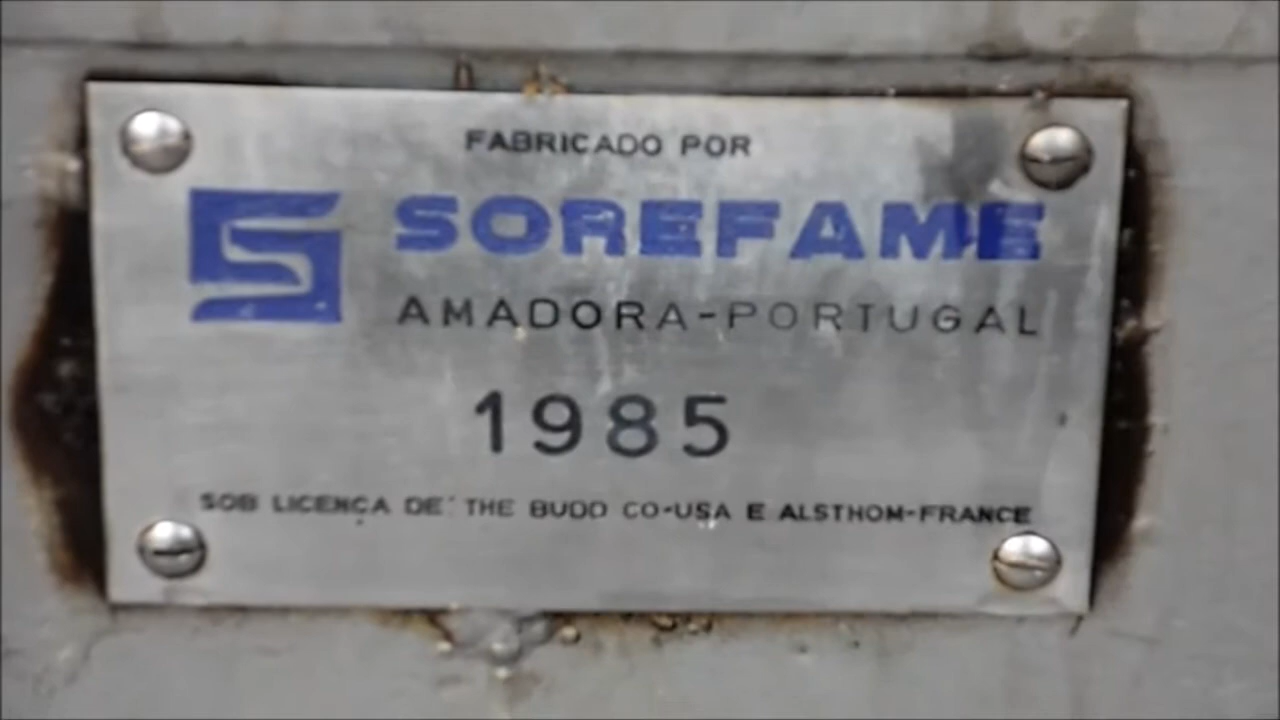 FABRICADO POR
SOREFAME
AMADORA-PORTUGAL
1985
SOB LICENÇA DE: THE BUDD CO-USA E ALSTHOM-FRANCE